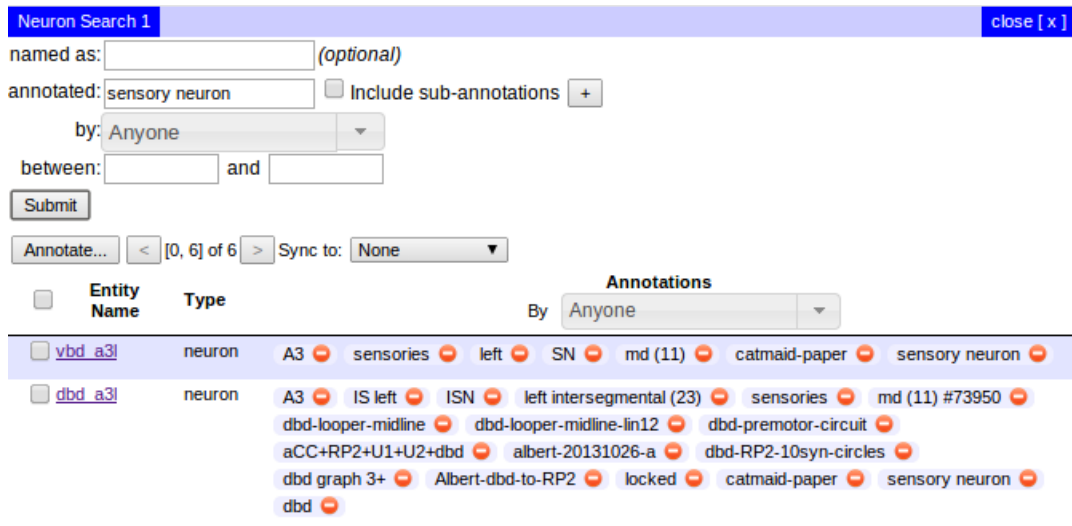 Neuron Search 1 close [ x ]
named as: (optional)
annotated: sensory neuron Include sub-annotations +
by: Anyone
between: and
Submit
Annotate... < [0, 6] of 6 > Sync to: None
Entity Name Type Annotations
By Anyone
vbd_a3l neuron A3 sensories left SN md (11) catmaid-paper sensory neuron
dbd_a3l neuron A3 IS left ISN left intersegmental (23) sensories md (11) #73950
dbd-looper-midline dbd-looper-midline-lin12 dbd-premotor-circuit
aCC+RP2+U1+U2+dbd albert-20131026-a dbd-RP2-10syn-circles
dbd graph 3+ Albert-dbd-to-RP2 locked catmaid-paper sensory neuron
dbd